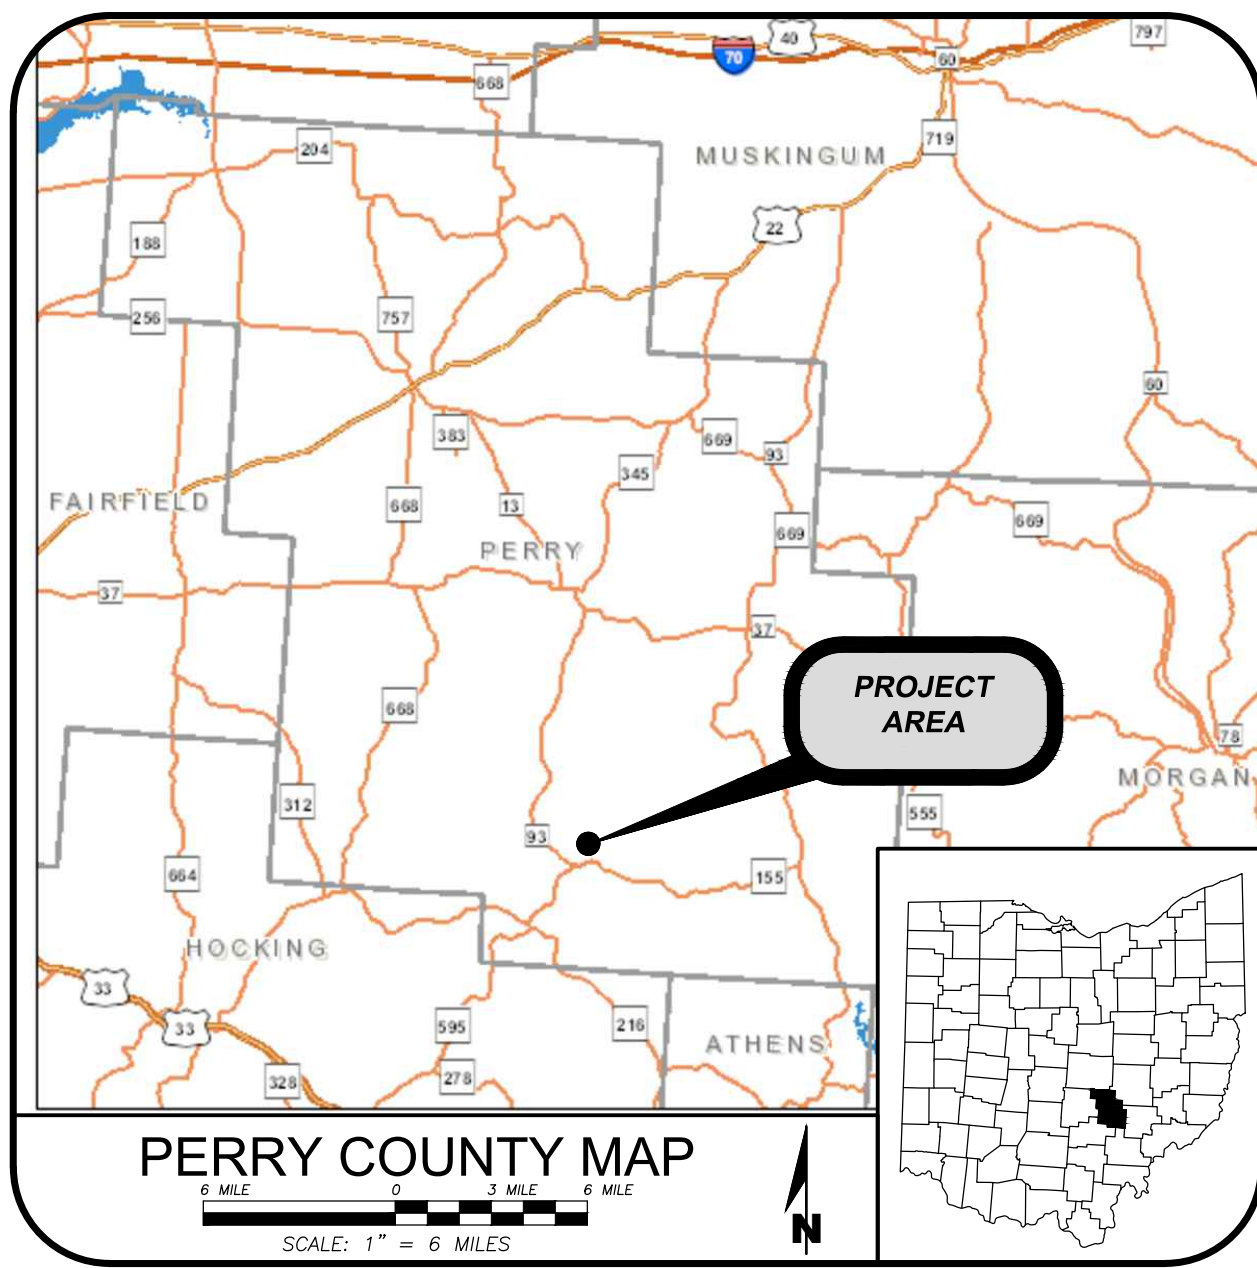 40
797
70
60
668
719
204
MUSKINGUM
22
188
256
757
60
383
669
93
345
FAIRFIELD
668
13
669
669
PERRY
37
37
PROJECT
AREA
668
78
MORGAN
312
93
555
664
155
HOCKING
33
33
595
216
ATHENS
278
328
PERRY COUNTY MAP
6 MILE 0 3 MILE 6 MILE
SCALE: 1" = 6 MILES
N